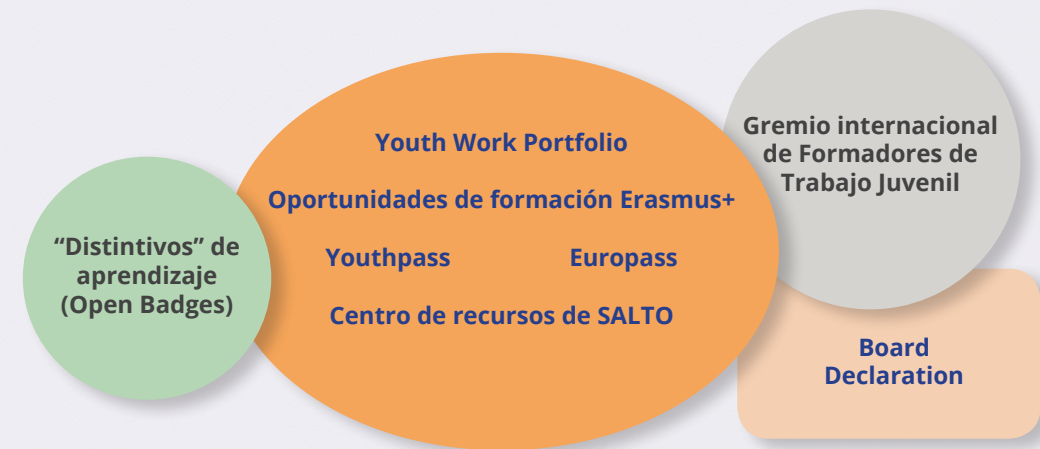 “Distintivos” de
aprendizaje
(Open Badges)
Youth Work Portfolio
Oportunidades de formación Erasmus+
Youthpass
Europass
Centro de recursos de SALTO
Gremio internacional
de Formadores de
Trabajo Juvenil
Board
Declaration